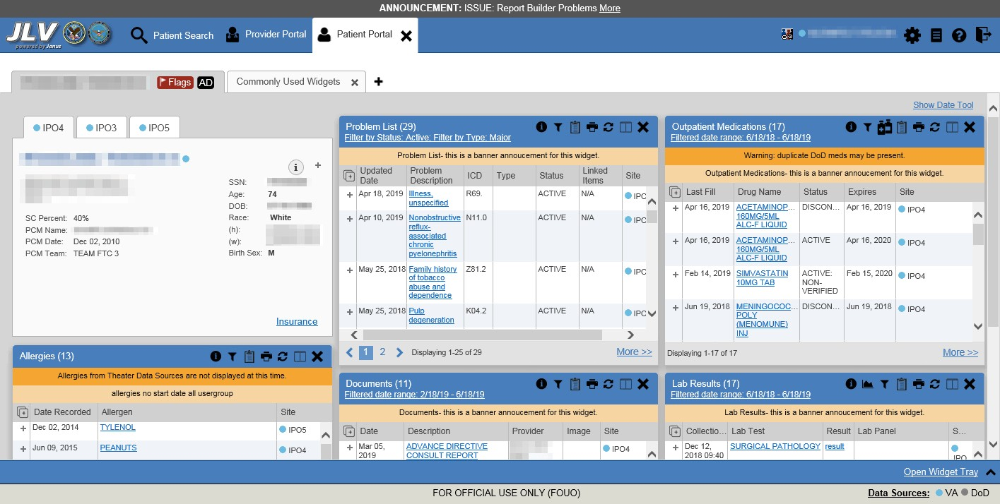 ANNOUNCEMENT: ISSUE: Report Builder Problems More
JLV
powered by Janus
Patient Search
Provider Portal
Patient Portal
Flags
AD
Commonly Used Widgets
Show Date Tool
IPO4
IPO3
IPO5
SSN:
Age: 74
DOB:
Race: White
(h):
(w):
Birth Sex: M
SC Percent: 40%
PCM Name:
PCM Date: Dec 02, 2010
PCM Team: TEAM FTC 3
Insurance
Allergies (13)
Allergies from Theater Data Sources are not displayed at this time.
allergies no start date all usergroup
Date Recorded Allergen Site
Dec 02, 2014 TYLENOL IPO5
Jun 09, 2015 PEANUTS IPO4
Problem List (29)
Filter by Status: Active; Filter by Type: Major
Problem List- this is a banner annoucement for this widget.
Updated Date Problem Description ICD Type Status Linked Items Site
Apr 18, 2019 Illness, unspecified R69. ACTIVE N/A IPO
Apr 10, 2019 Nonobstructive reflux-associated chronic pyelonephritis N11.0 ACTIVE N/A IPO
May 25, 2018 Family history of tobacco abuse and dependence Z81.2 ACTIVE N/A IPO
May 25, 2018 Pulp degeneration K04.2 ACTIVE N/A IPO
1 2 Displaying 1-25 of 29 More >>
Outpatient Medications (17)
Filtered date range: 6/18/18 - 6/18/19
Warning: duplicate DoD meds may be present.
Outpatient Medications- this is a banner annoucement for this widget.
Last Fill Drug Name Status Expires Site
Apr 16, 2019 ACETAMINOP... 160MG/5ML ALC-F LIQUID DISCON... Apr 16, 2019 IPO4
Apr 16, 2019 ACETAMINOP... 160MG/5ML ALC-F LIQUID ACTIVE Apr 16, 2020 IPO4
Feb 14, 2019 SIMVASTATIN 10MG TAB ACTIVE: NON-VERIFIED Feb 15, 2020 IPO4
Jun 19, 2018 MENINGOCOC... POLY (MENOMUNE) INJ DISCON... Jun 19, 2018 IPO4
Displaying 1-17 of 17 More >>
Documents (11)
Filtered date range: 2/18/19 - 6/18/19
Documents- this is a banner annoucement for this widget.
Date Description Provider Image Site
Mar 05, 2019 ADVANCE DIRECTIVE CONSULT REPORT IPO4
Lab Results (17)
Filtered date range: 6/18/18 - 6/18/19
Lab Results- this is a banner annoucement for this widget.
Collectio... Lab Test Result Lab Panel S...
Dec 12, 2018 09:40 SURGICAL PATHOLOGY result IPO
Open Widget Tray
FOR OFFICIAL USE ONLY (FOUO)
Data Sources: VA DoD